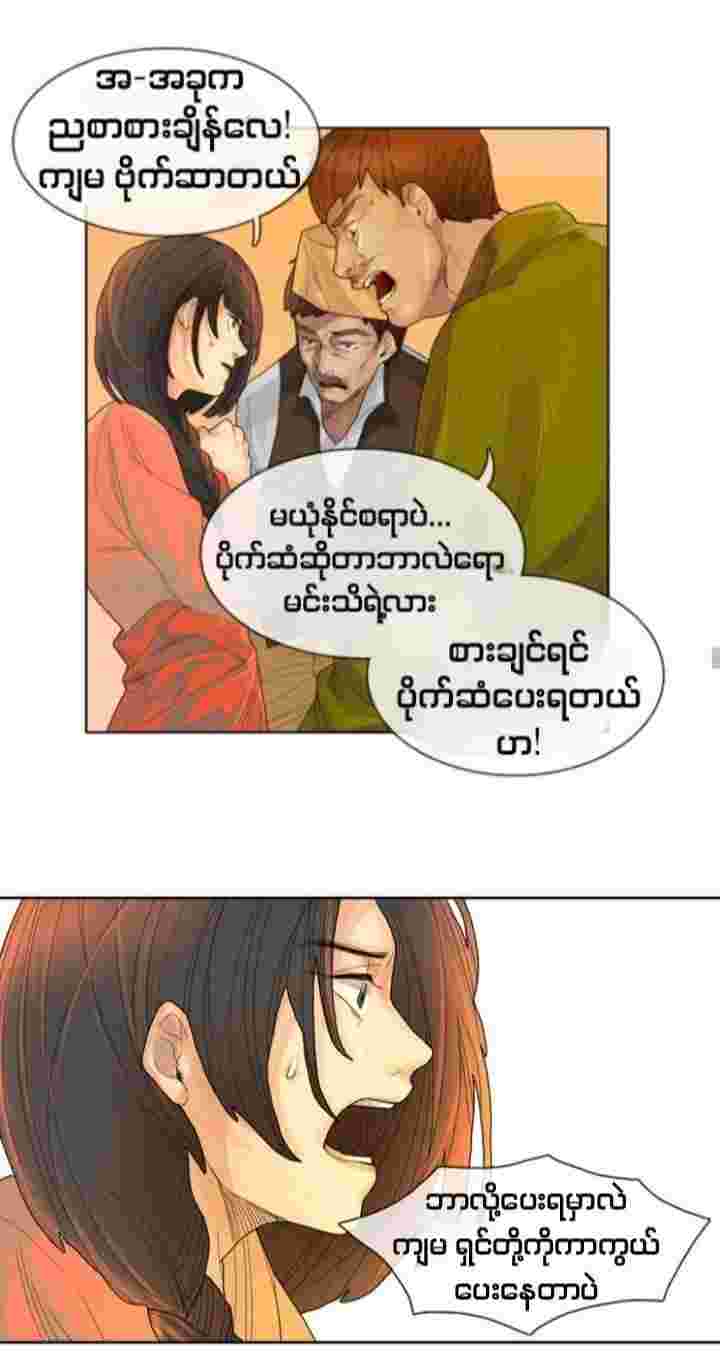 အ-အခုက
ညစာစားချိန်လေ!
ကျမ ဗိုက်ဆာတယ်
မယုံနိုင်စရာပဲ...
ပိုက်ဆံဆိုတာဘာလဲရော
မင်းသိရဲ့လား
စားချင်ရင်
ပိုက်ဆံပေးရတယ်
ဟာ!
ဘာလို့ပေးရမှာလဲ
ကျမ ရှင်တို့ကိုကာကွယ်
ပေးနေတာပဲ